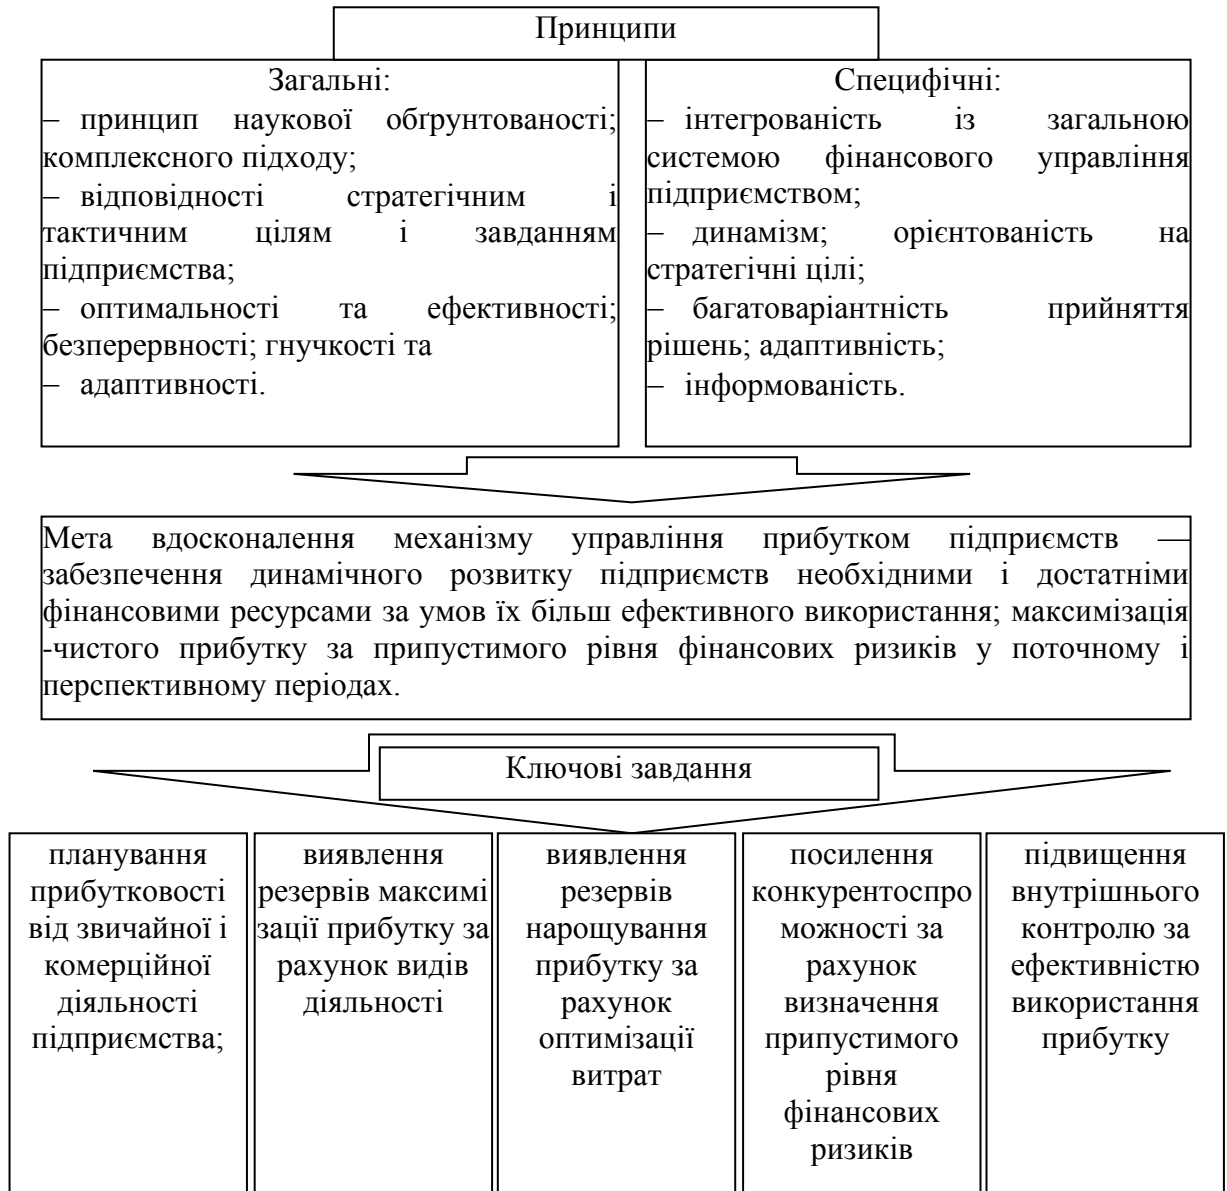 Принципи
Загальні:
– принцип наукової обґрунтованості;
комплексного підходу;
– відповідності стратегічним і
тактичним цілям і завданням
підприємства;
– оптимальності та ефективності;
безперервності; гнучкості та
– адаптивності.
Специфічні:
– інтегрованість із загальною
системою фінансового управління
підприємством;
– динамізм; орієнтованість на
стратегічні цілі;
– багатоваріантність прийняття
рішень; адаптивність;
– інформованість.
Мета вдосконалення механізму управління прибутком підприємств —
забезпечення динамічного розвитку підприємств необхідними і достатніми
фінансовими ресурсами за умов їх більш ефективного використання; максимізація
-чистого прибутку за припустимого рівня фінансових ризиків у поточному і
перспективному періодах.
Ключові завдання
планування
прибутковості
від звичайної і
комерційної
діяльності
підприємства;
виявлення
резервів максимі
зації прибутку за
рахунок видів
діяльності
виявлення
резервів
нарощування
прибутку за
рахунок
оптимізації
витрат
посилення
конкурентоспро
можності за
рахунок
визначення
припустимого
рівня
фінансових
ризиків
підвищення
внутрішнього
контролю за
ефективністю
використання
прибутку